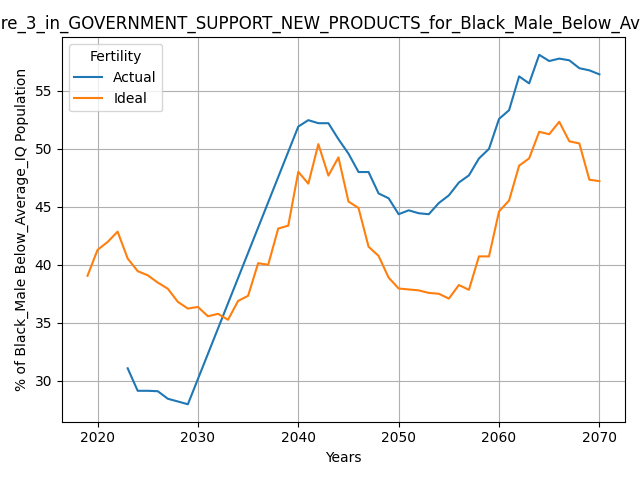 re_3_in_GOVERNMENT_SUPPORT_NEW_PRODUCTS_for_Black_Male_Below_Av
Fertility
Actual
Ideal
% of Black_Male Below_Average_IQ Population
55
50
45
40
35
30
2020 2030 2040 2050 2060 2070
Years